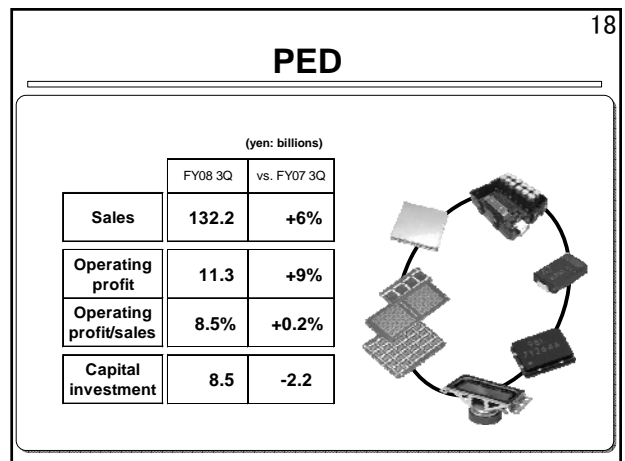 18
PED
(yen: billions)
FY08 3Q vs. FY07 3Q
Sales 132.2 +6%
Operating
profit 11.3 +9%
Operating
profit/sales 8.5% +0.2%
Capital
investment 8.5 -2.2